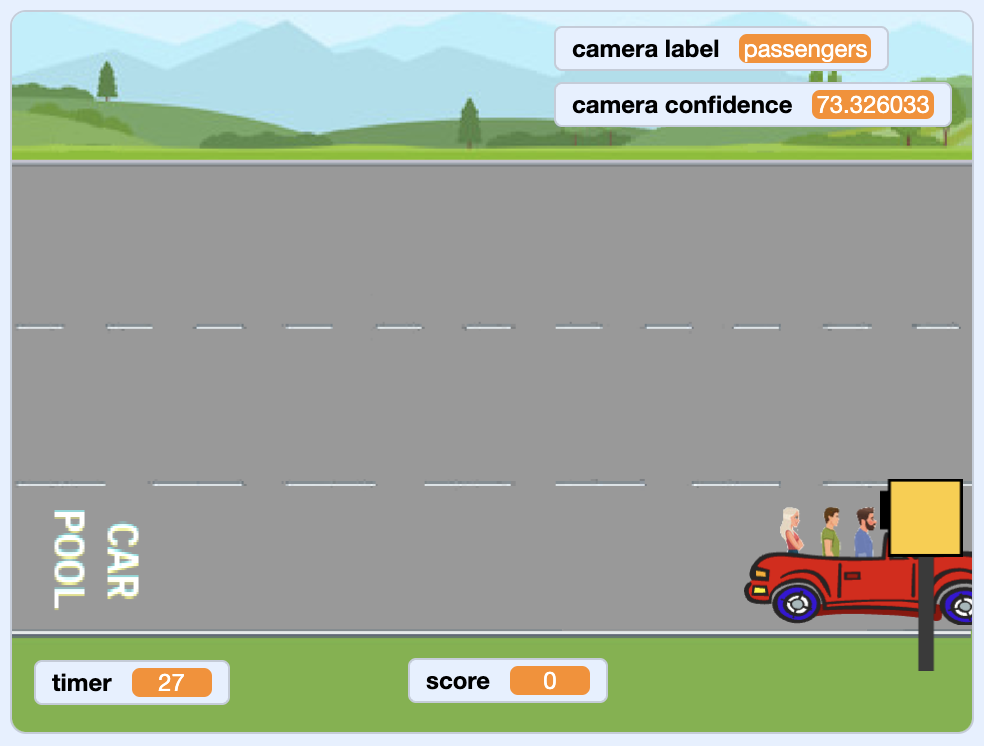 camera label passengers
camera confidence 73.326033
CAR
POOL
timer 27
score 0